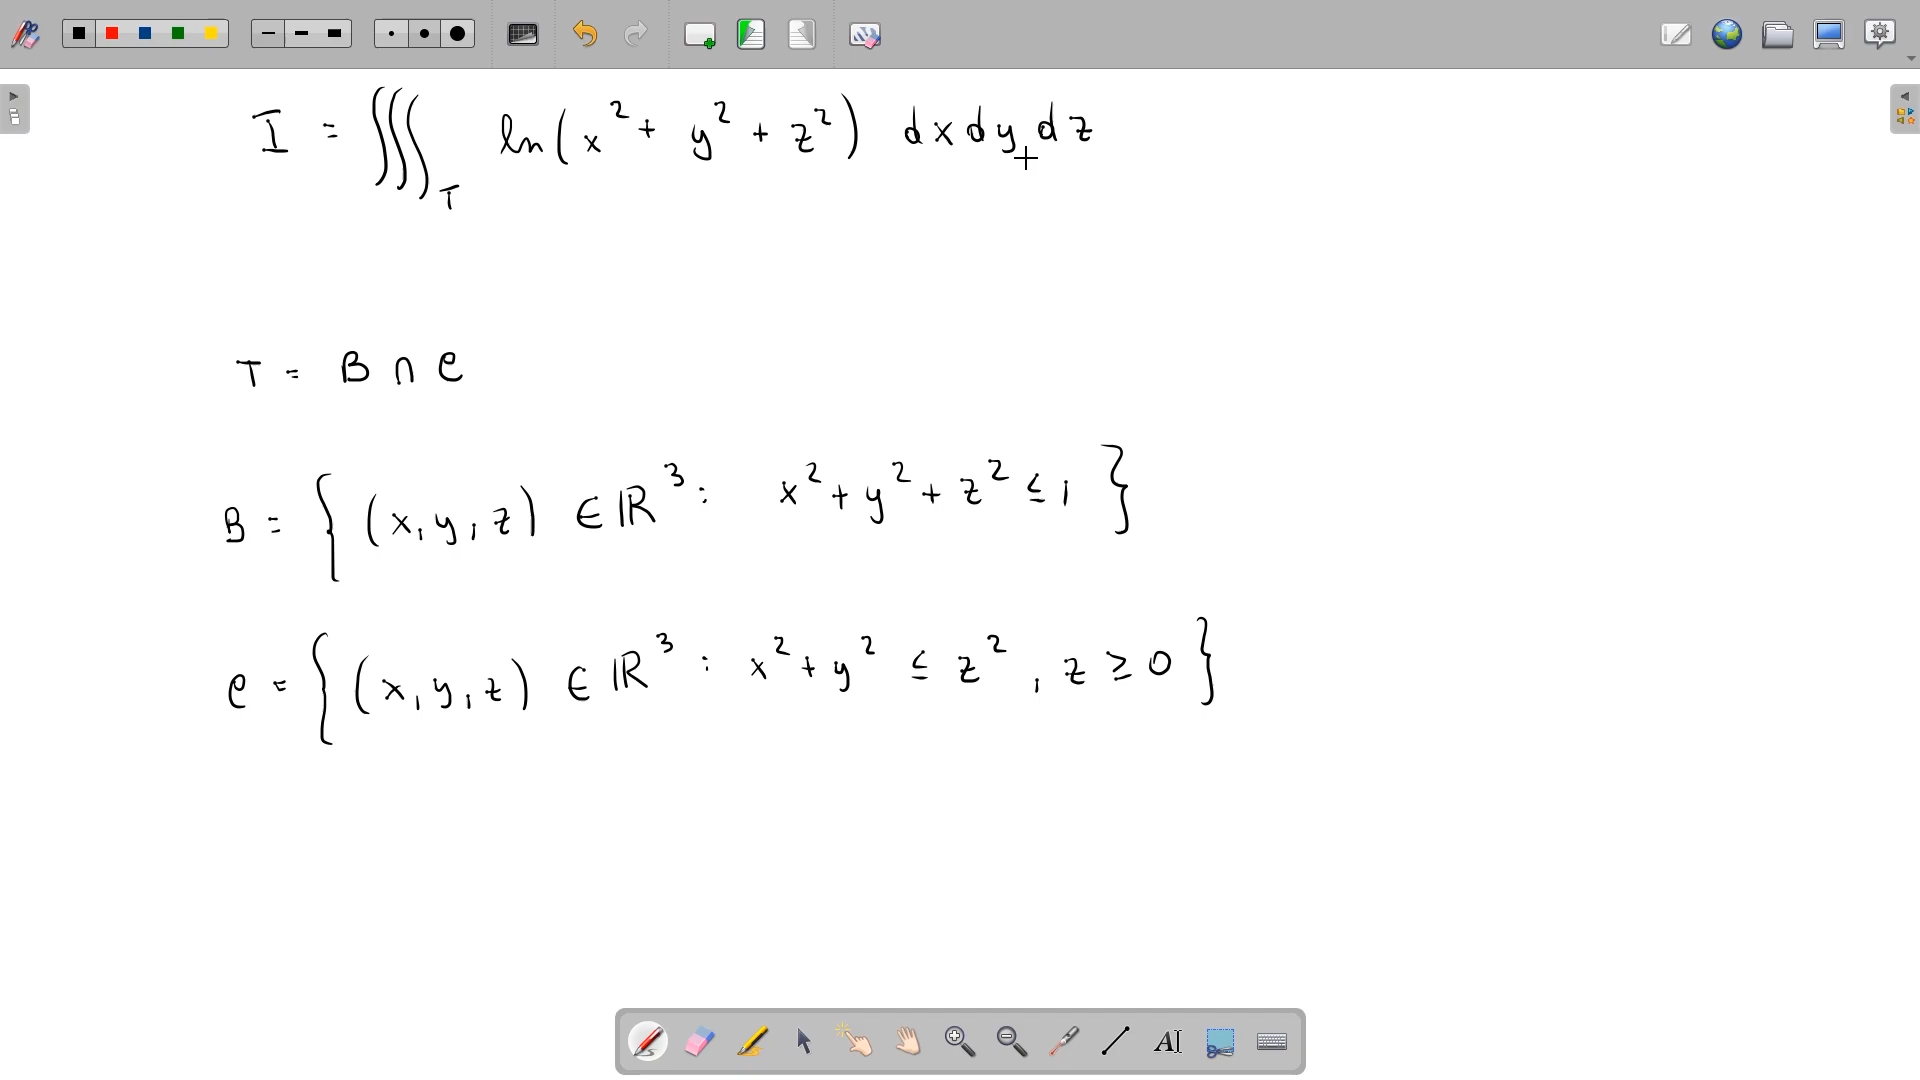 I = ∭_T ln(x² + y² + z²) dx dy dz
T = B ∩ C
B = { (x, y, z) ∈ ℝ³ : x² + y² + z² ≤ 1 }
C = { (x, y, z) ∈ ℝ³ : x² + y² ≤ z² , z ≥ 0 }